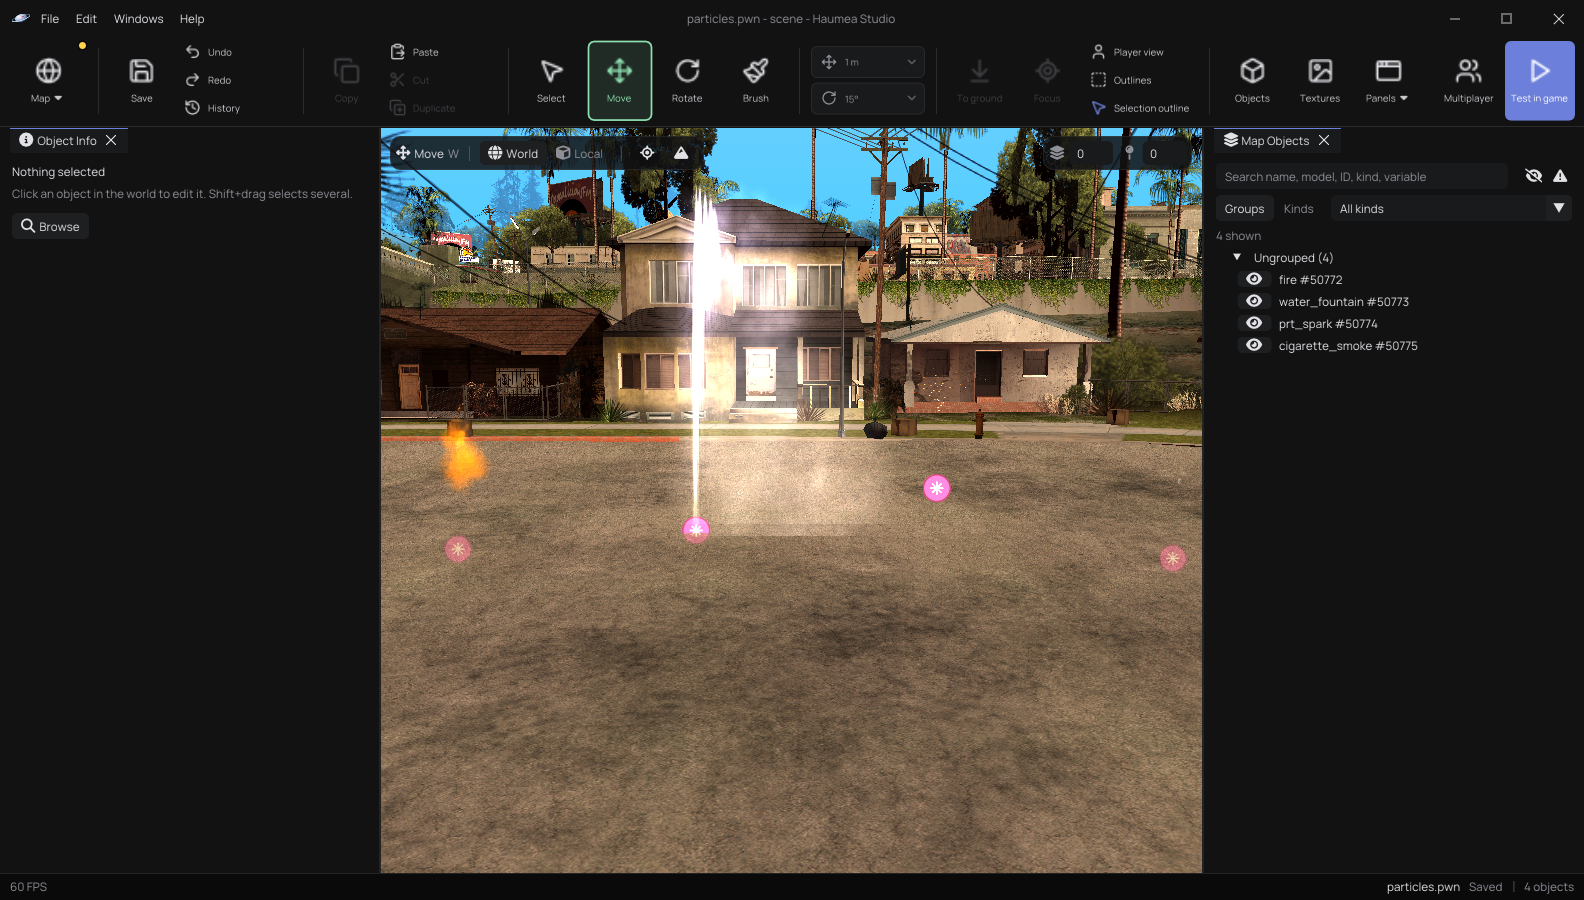 File Edit Windows Help
particles.pwn - scene - Haumea Studio
Map
Save
Undo
Redo
History
Copy
Paste
Cut
Duplicate
Select
Move
Rotate
Brush
1 m
15°
To ground
Focus
Player view
Outlines
Selection outline
Objects
Textures
Panels
Multiplayer
Test in game
Object Info
Nothing selected
Click an object in the world to edit it. Shift+drag selects several.
Browse
Move W
World
Local
0
0
Map Objects
Search name, model, ID, kind, variable
Groups Kinds All kinds
4 shown
Ungrouped (4)
fire #50772
water_fountain #50773
prt_spark #50774
cigarette_smoke #50775
60 FPS
particles.pwn Saved | 4 objects